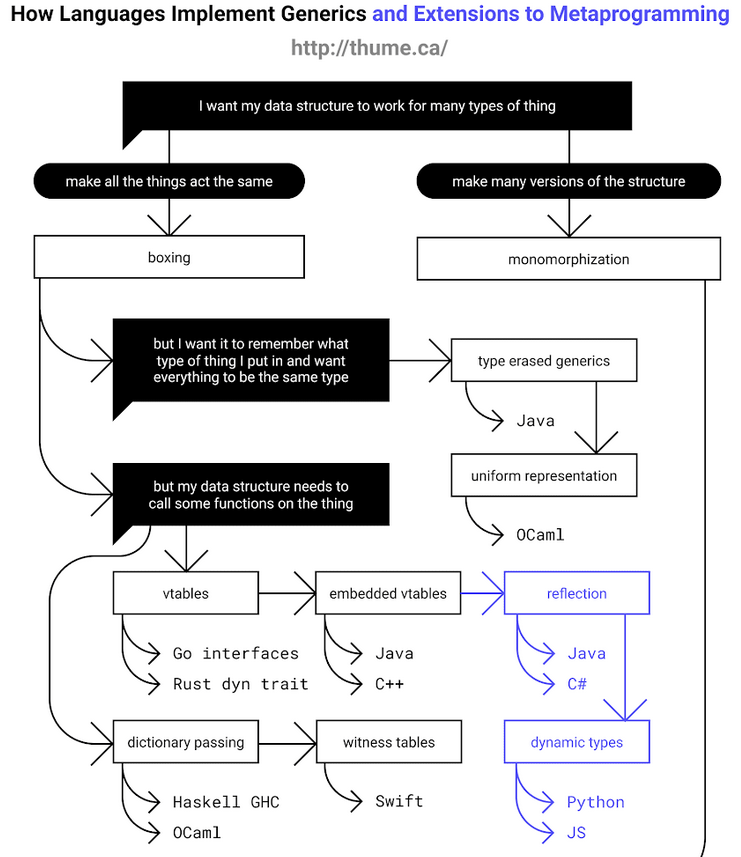 How Languages Implement Generics and Extensions to Metaprogramming
http://thume.ca/
I want my data structure to work for many types of thing
make all the things act the same
make many versions of the structure
boxing
monomorphization
but I want it to remember what
type of thing I put in and want
everything to be the same type
type erased generics
Java
uniform representation
OCaml
but my data structure needs to
call some functions on the thing
vtables
Go interfaces
Rust dyn trait
embedded vtables
Java
C++
reflection
Java
C#
dictionary passing
Haskell GHC
OCaml
witness tables
Swift
dynamic types
Python
JS